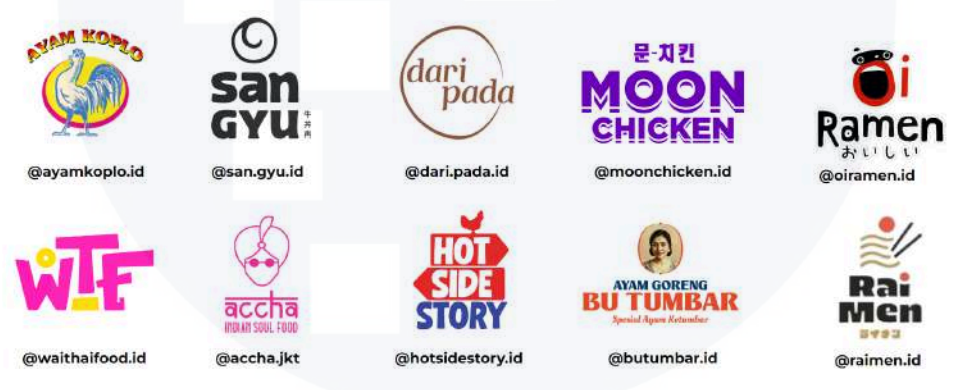 AYAM KOPLO
@ayamkoplo.id
san
GYU
牛丼肉
@san.gyu.id
dari
pada
@dari.pada.id
문-치킨
MOON
CHICKEN
@moonchicken.id
Oi
Ramen
おいしい
@oiramen.id
WTF
@waithaifood.id
accha
INDIAN SOUL FOOD
@accha.jkt
HOT
SIDE
STORY
@hotsidestory.id
AYAM GORENG
BU TUMBAR
Spesial Ayam Ketumbar
@butumbar.id
Rai
Men
@raimen.id